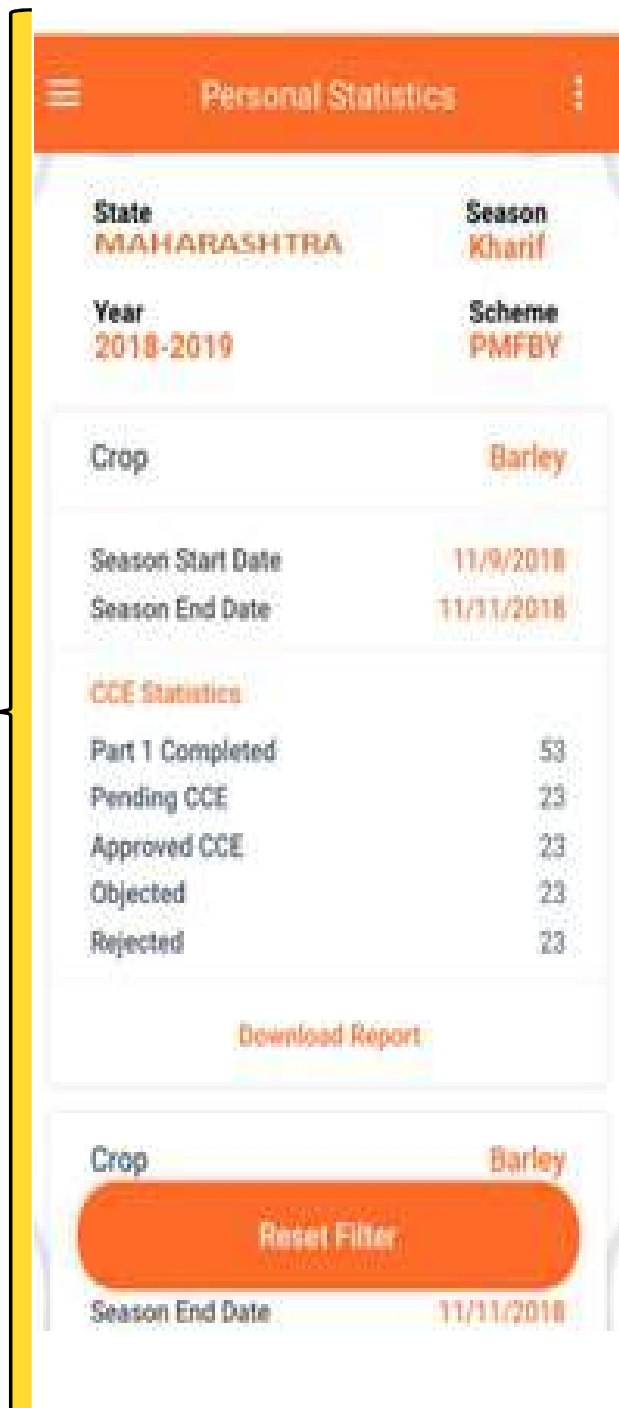 Personal Statistics
State Season
MAHARASHTRA Kharif
Year Scheme
2018-2019 PMFBY
Crop Barley
Season Start Date 11/9/2018
Season End Date 11/11/2018
CCE Statistics
Part 1 Completed 53
Pending CCE 23
Approved CCE 23
Objected 23
Rejected 23
Download Report
Crop Barley
Reset Filter
Season End Date 11/11/2018